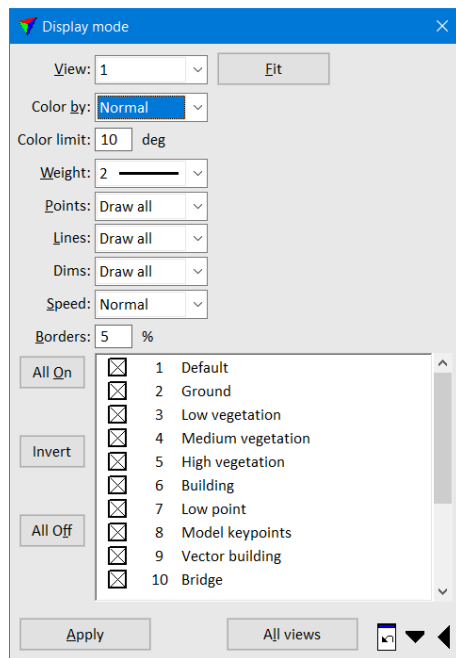 Display mode
View: 1 Fit
Color by: Normal
Color limit: 10 deg
Weight: 2
Points: Draw all
Lines: Draw all
Dims: Draw all
Speed: Normal
Borders: 5 %
All On
Invert
All Off
1 Default
2 Ground
3 Low vegetation
4 Medium vegetation
5 High vegetation
6 Building
7 Low point
8 Model keypoints
9 Vector building
10 Bridge
Apply All views